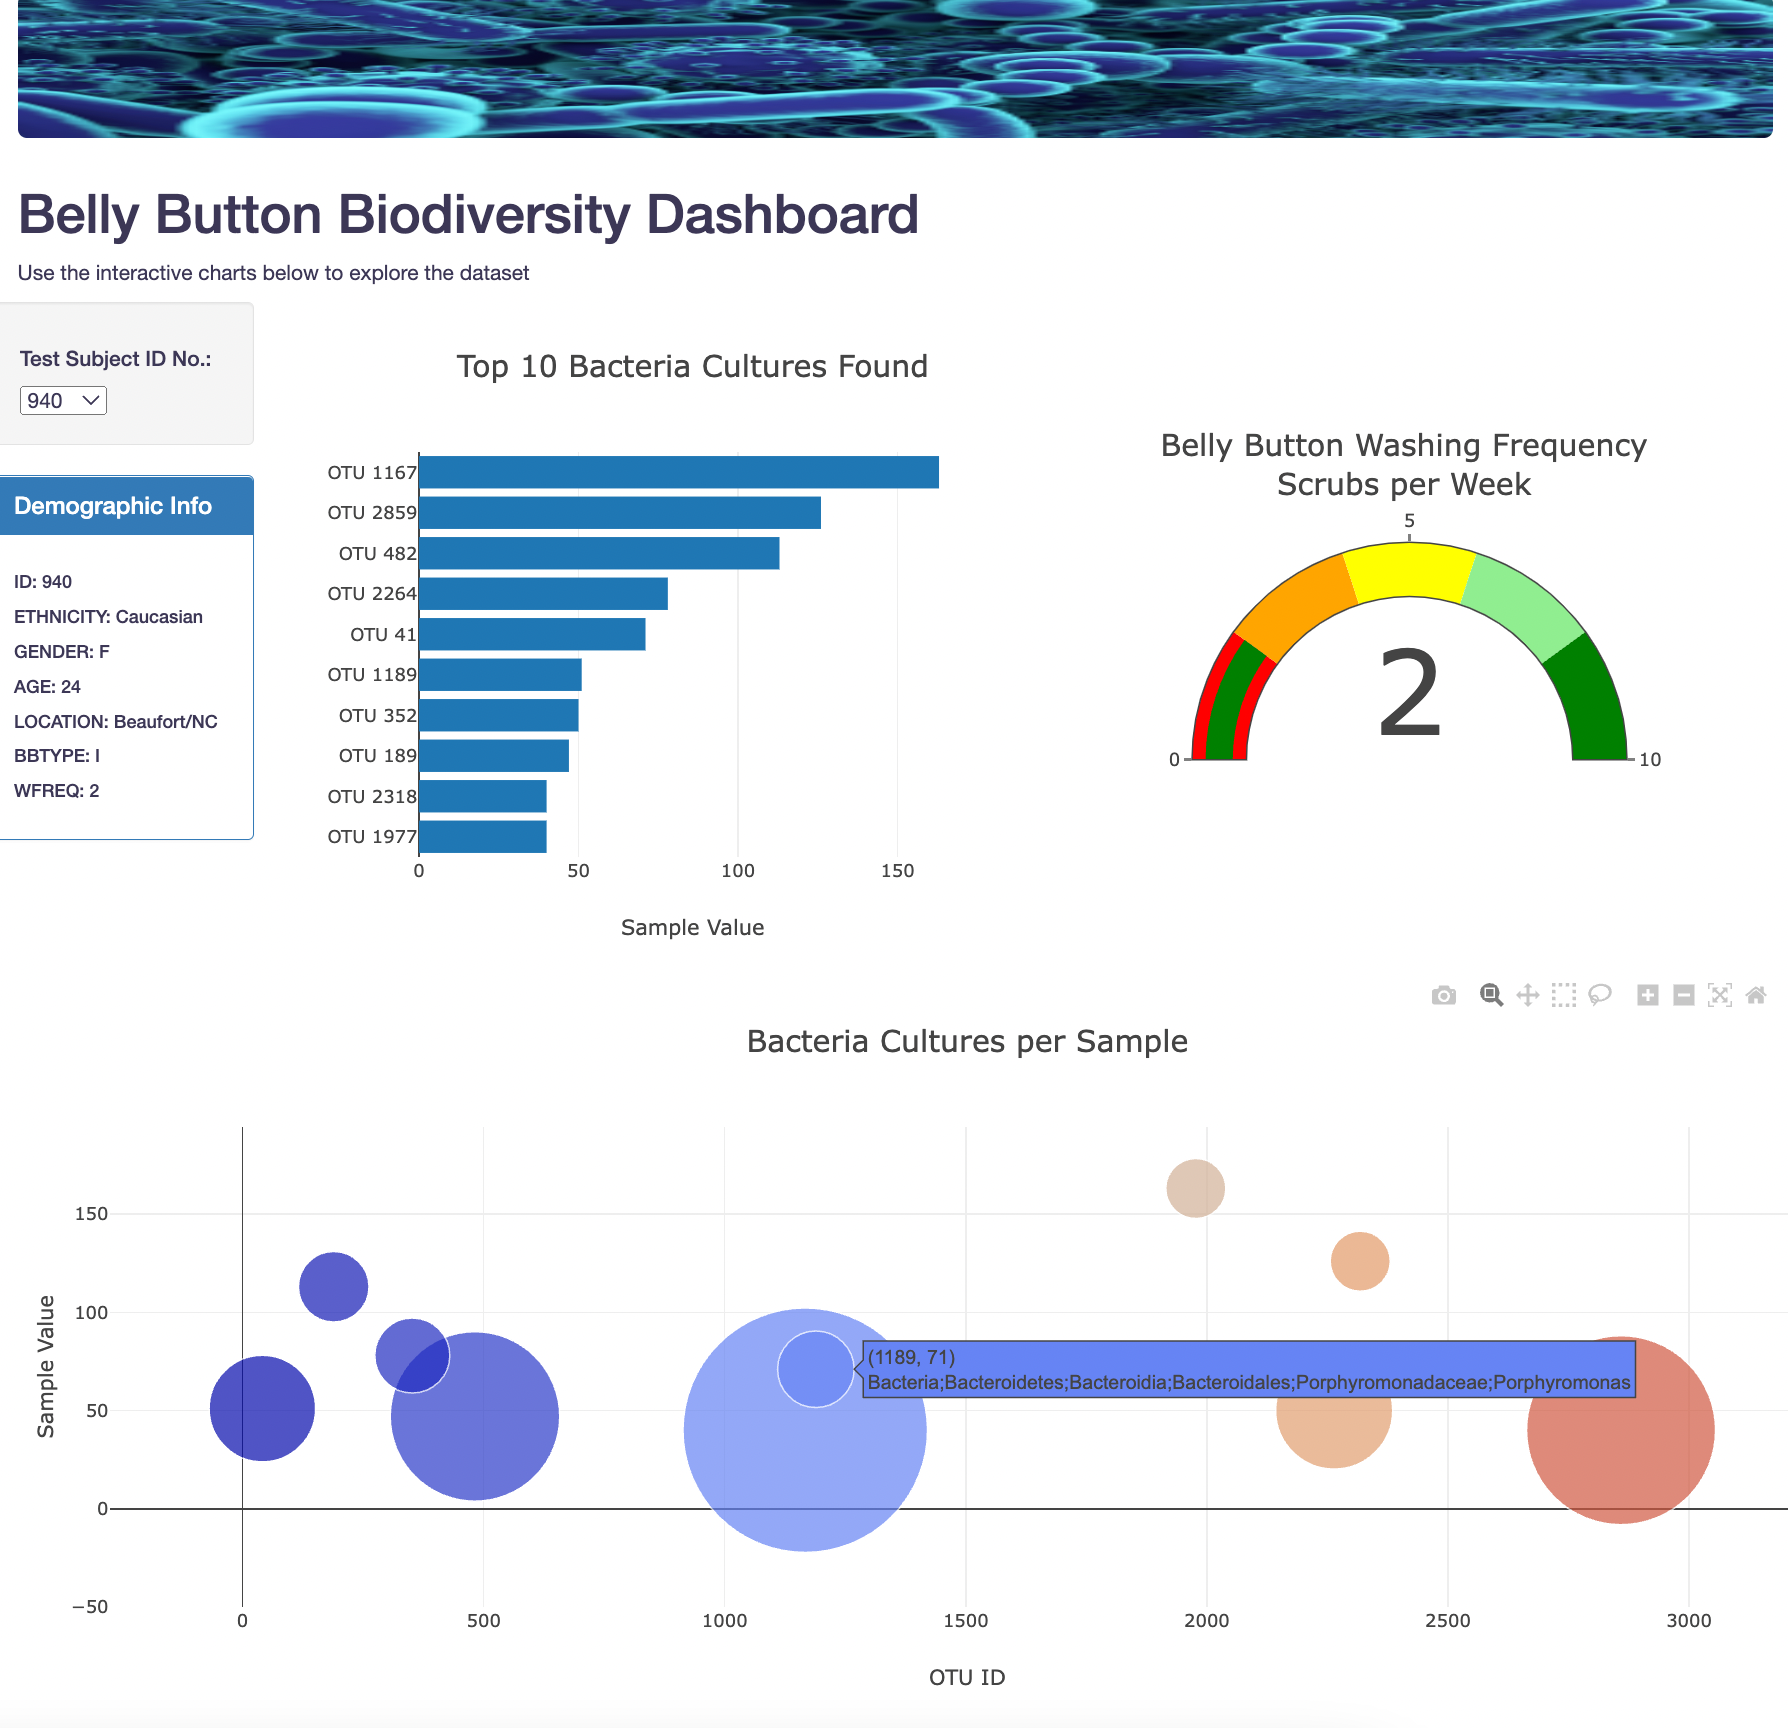 Belly Button Biodiversity Dashboard
Use the interactive charts below to explore the dataset
Test Subject ID No.:
940
Demographic Info
ID: 940
ETHNICITY: Caucasian
GENDER: F
AGE: 24
LOCATION: Beaufort/NC
BBTYPE: I
WFREQ: 2
Top 10 Bacteria Cultures Found
OTU 1167
OTU 2859
OTU 482
OTU 2264
OTU 41
OTU 1189
OTU 352
OTU 189
OTU 2318
OTU 1977
0 50 100 150
Sample Value
Belly Button Washing Frequency
Scrubs per Week
5
2
0 10
Bacteria Cultures per Sample
Sample Value
150
100
50
0
−50
(1189, 71)
Bacteria;Bacteroidetes;Bacteroidia;Bacteroidales;Porphyromonadaceae;Porphyromonas
0 500 1000 1500 2000 2500 3000
OTU ID